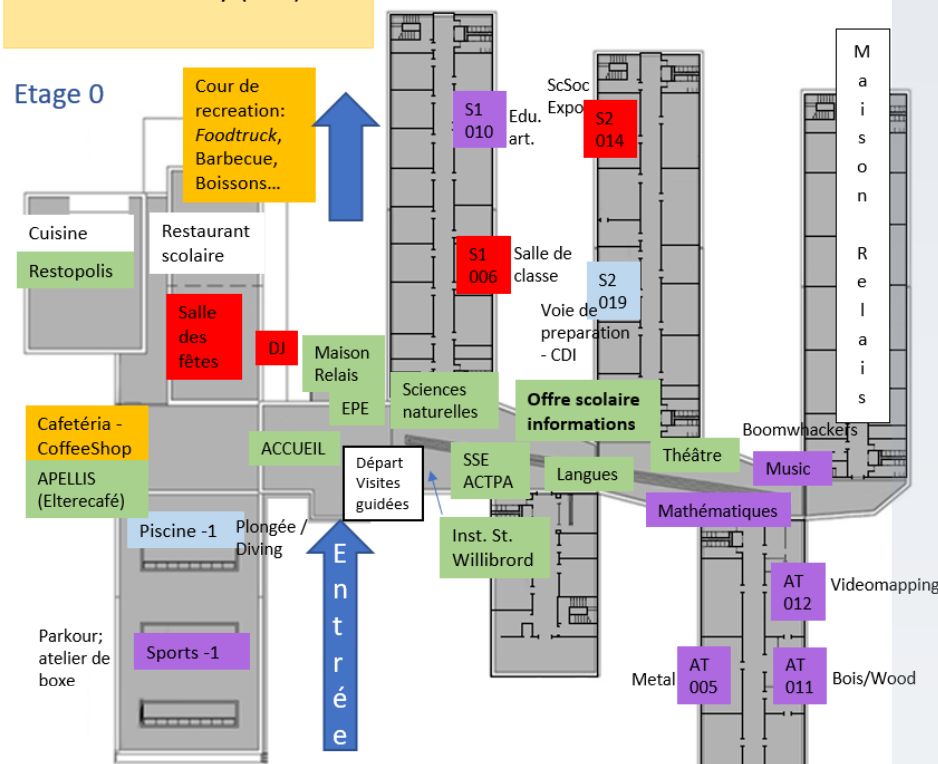 Etage 0
Cour de
recreation:
Foodtruck,
Barbecue,
Boissons...
S1
010
Edu.
art.
ScSoc
Expo
S2
014
Maison Relais
Cuisine
Restopolis
Restaurant
scolaire
S1
006
Salle de
classe
S2
019
Voie de
preparation
- CDI
Salle
des
fêtes
DJ
Maison
Relais
EPE
Sciences
naturelles
Offre scolaire
informations
Boomwhackers
Cafetéria -
CoffeeShop
APELLIS
(Elterecafé)
ACCUEIL
Départ
Visites
guidées
SSE
ACTPA
Langues
Théâtre
Music
Mathématiques
Piscine -1
Plongée /
Diving
Inst. St.
Willibrord
Entrée
AT
012
Videomapping
Parkour;
atelier de
boxe
Sports -1
Metal
AT
005
AT
011
Bois/Wood